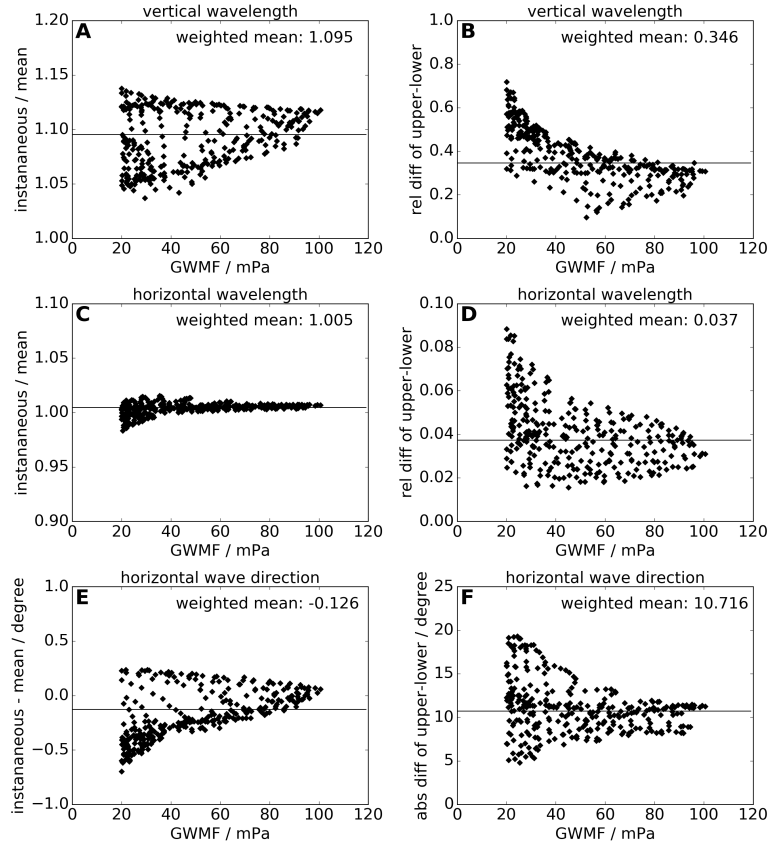 vertical wavelength
A
weighted mean: 1.095
1.20
1.15
1.10
1.05
1.00
instananeous / mean
0 20 40 60 80 100 120
GWMF / mPa
vertical wavelength
B
weighted mean: 0.346
1.0
0.8
0.6
0.4
0.2
0.0
rel diff of upper-lower
0 20 40 60 80 100 120
GWMF / mPa
horizontal wavelength
C
weighted mean: 1.005
1.10
1.05
1.00
0.95
0.90
instananeous / mean
0 20 40 60 80 100 120
GWMF / mPa
horizontal wavelength
D
weighted mean: 0.037
0.10
0.08
0.06
0.04
0.02
0.00
rel diff of upper-lower
0 20 40 60 80 100 120
GWMF / mPa
horizontal wave direction
E
weighted mean: -0.126
1.0
0.5
0.0
−0.5
−1.0
instananeous - mean / degree
0 20 40 60 80 100 120
GWMF / mPa
horizontal wave direction
F
weighted mean: 10.716
25
20
15
10
5
0
abs diff of upper-lower / degree
0 20 40 60 80 100 120
GWMF / mPa